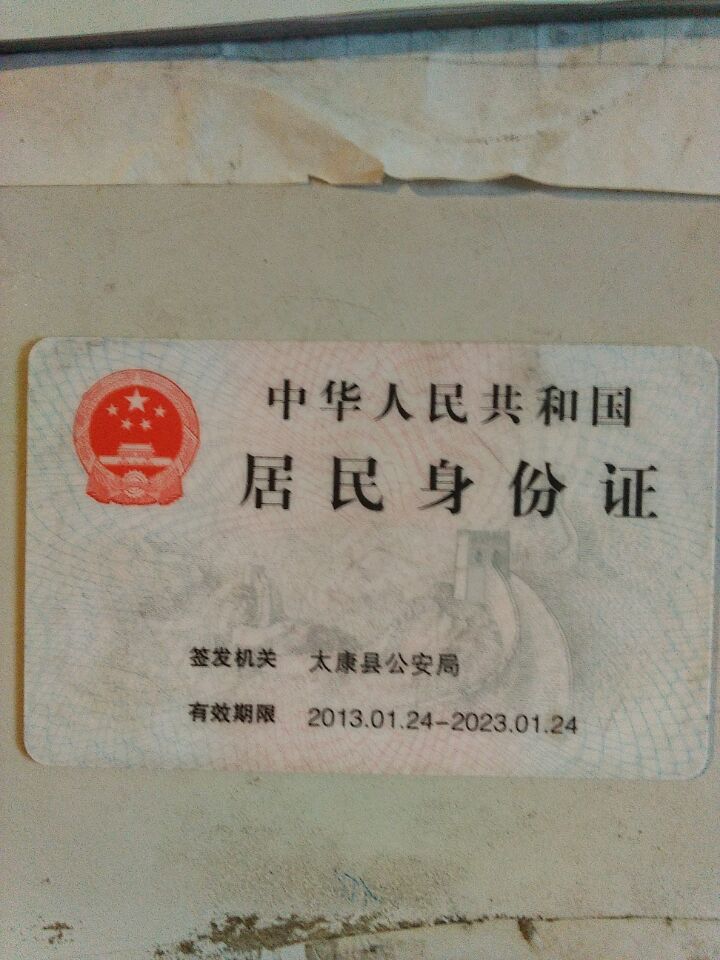 中华人民共和国
居民身份证
签发机关 太康县公安局
有效期限 2013.01.24-2023.01.24